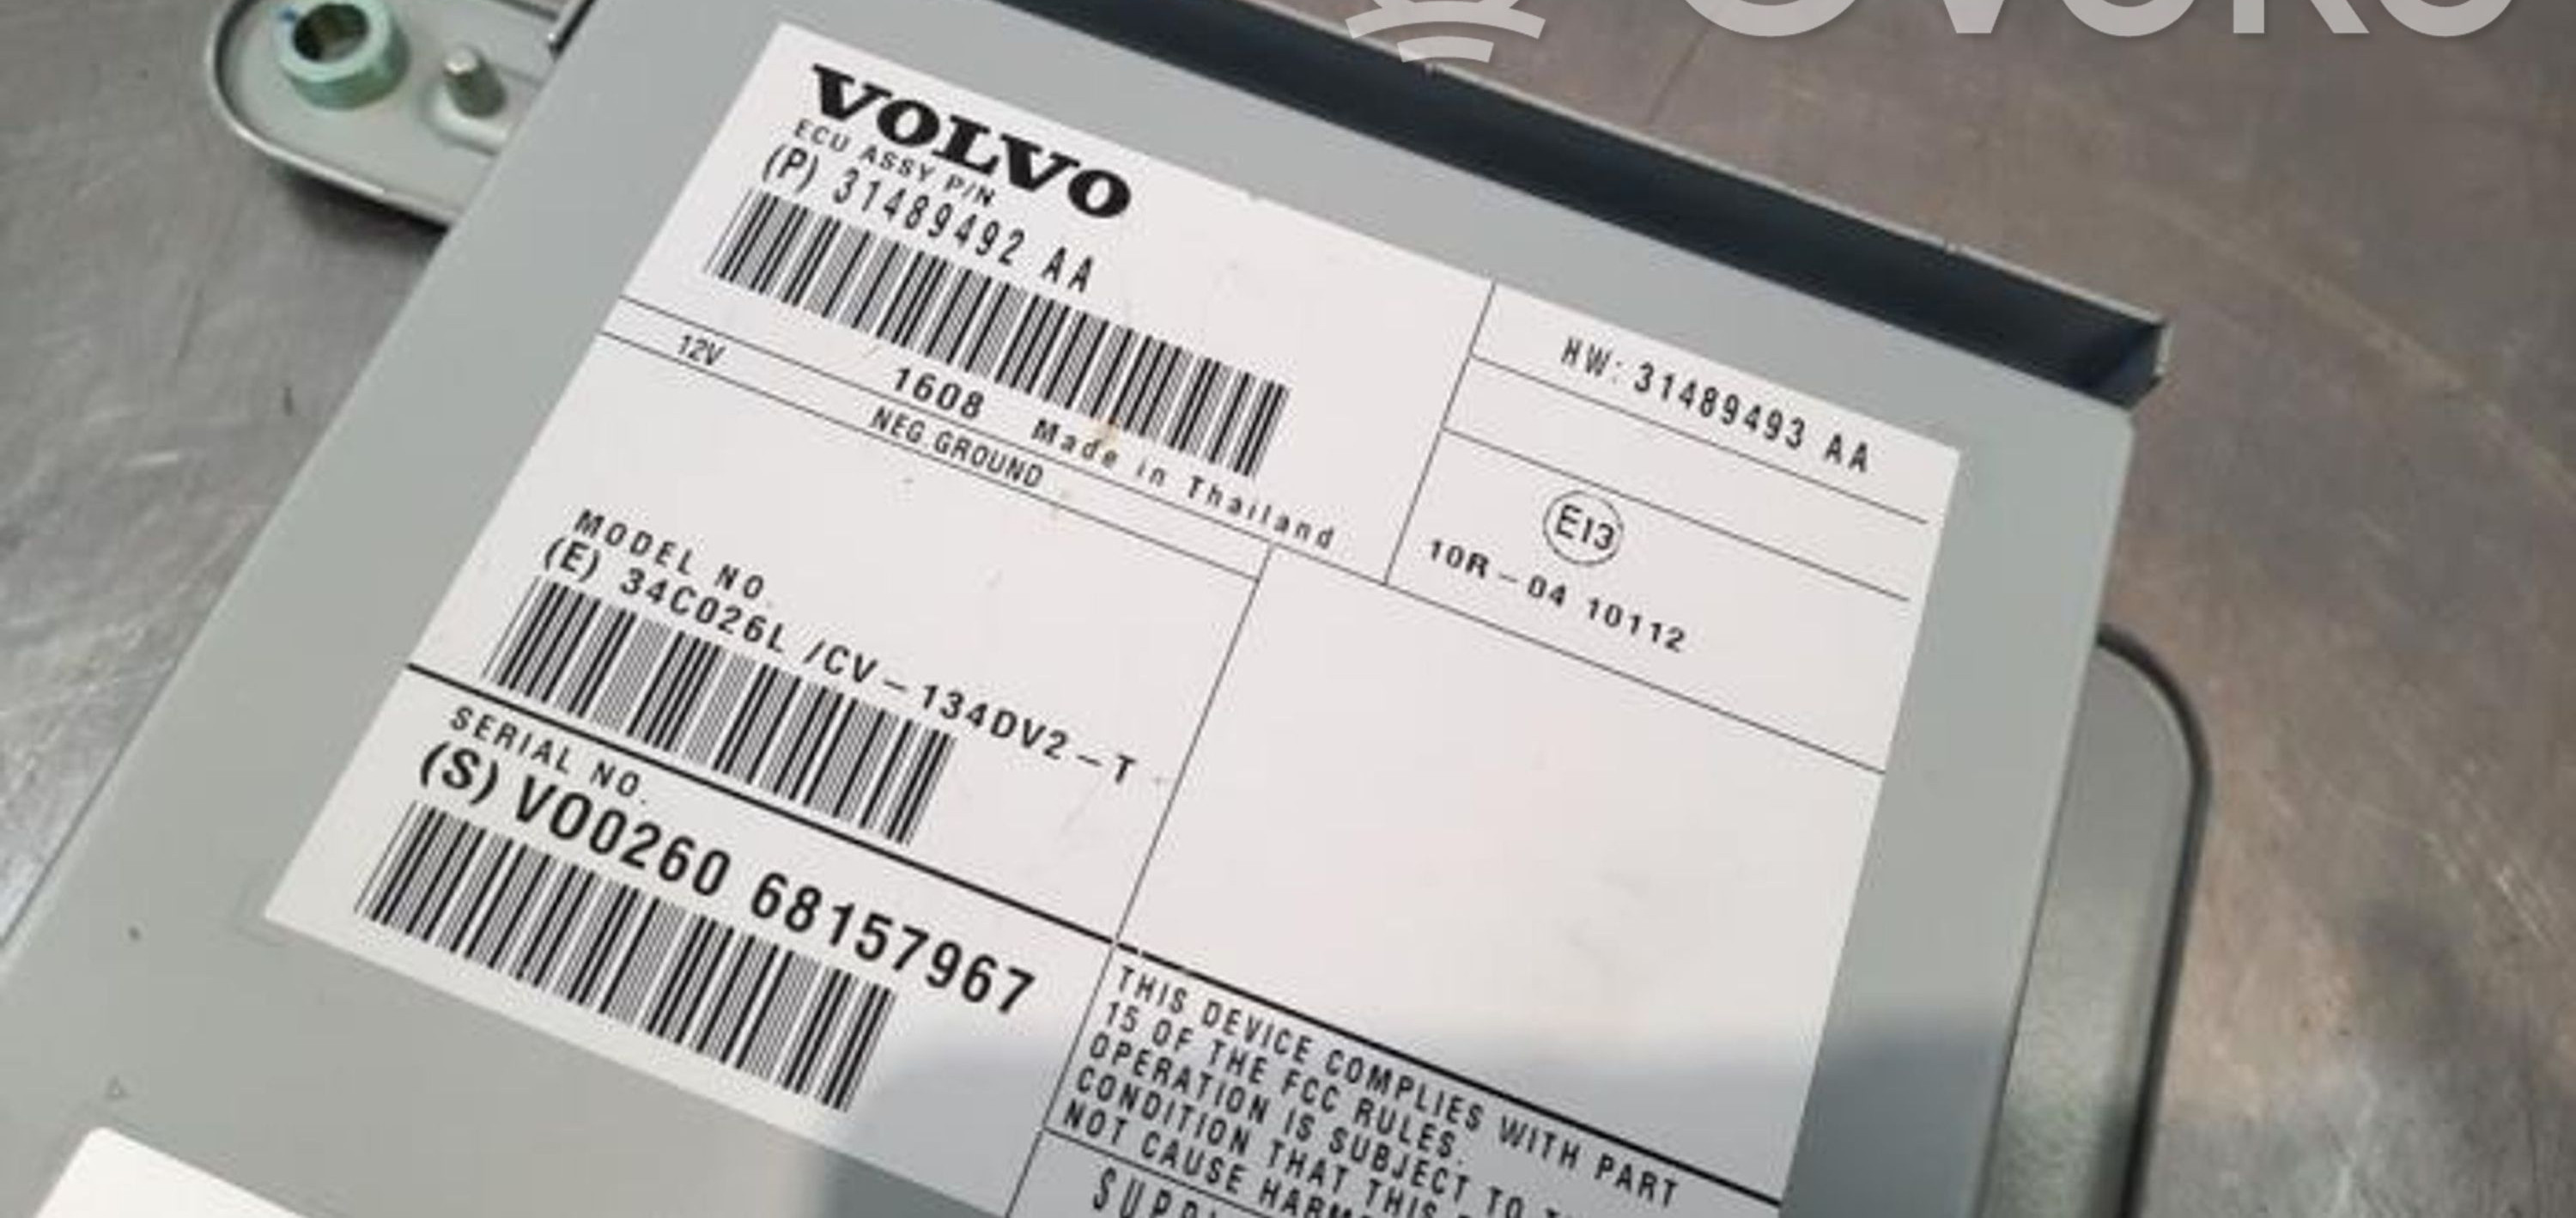 VOLVO
ECU ASSY P/N
(P) 31489492 AA
1608 Made in Thailand
12V NEG GROUND
HW: 31489493 AA
E13
10R-04 10112
MODEL NO.
(E) 34C026L /CV-134DV2-T
SERIAL NO.
(S) VO0260 68157967
THIS DEVICE COMPLIES WITH PART
15 OF THE FCC RULES.
OPERATION IS SUBJECT TO
CONDITION THAT THIS
NOT CAUSE